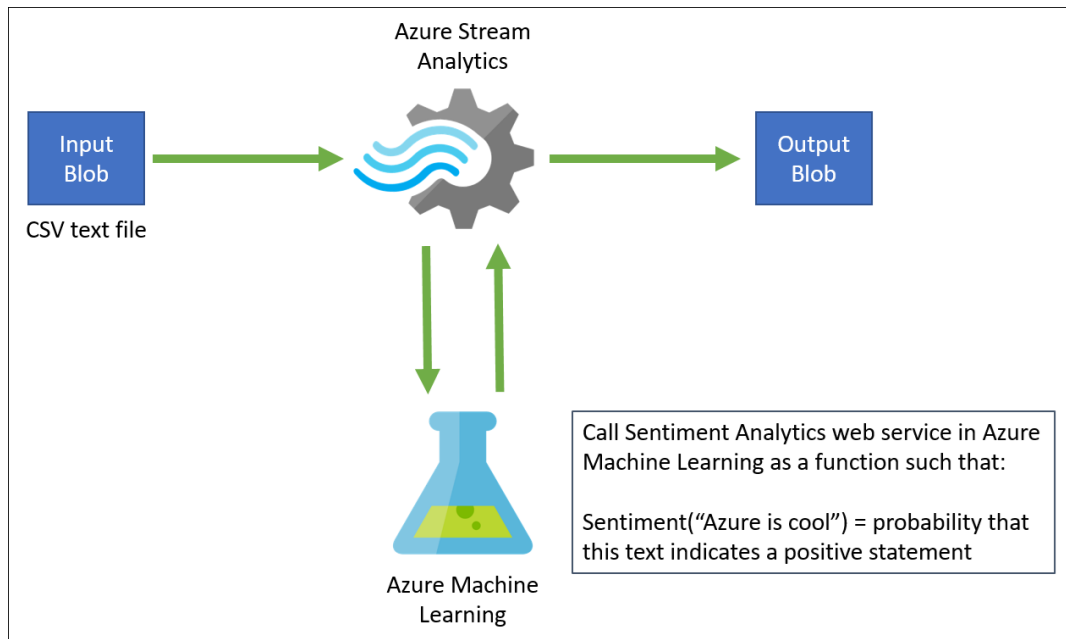 Azure Stream
Analytics
Input
Blob
Output
Blob
CSV text file
Call Sentiment Analytics web service in Azure
Machine Learning as a function such that:
Sentiment(“Azure is cool”) = probability that
this text indicates a positive statement
Azure Machine
Learning